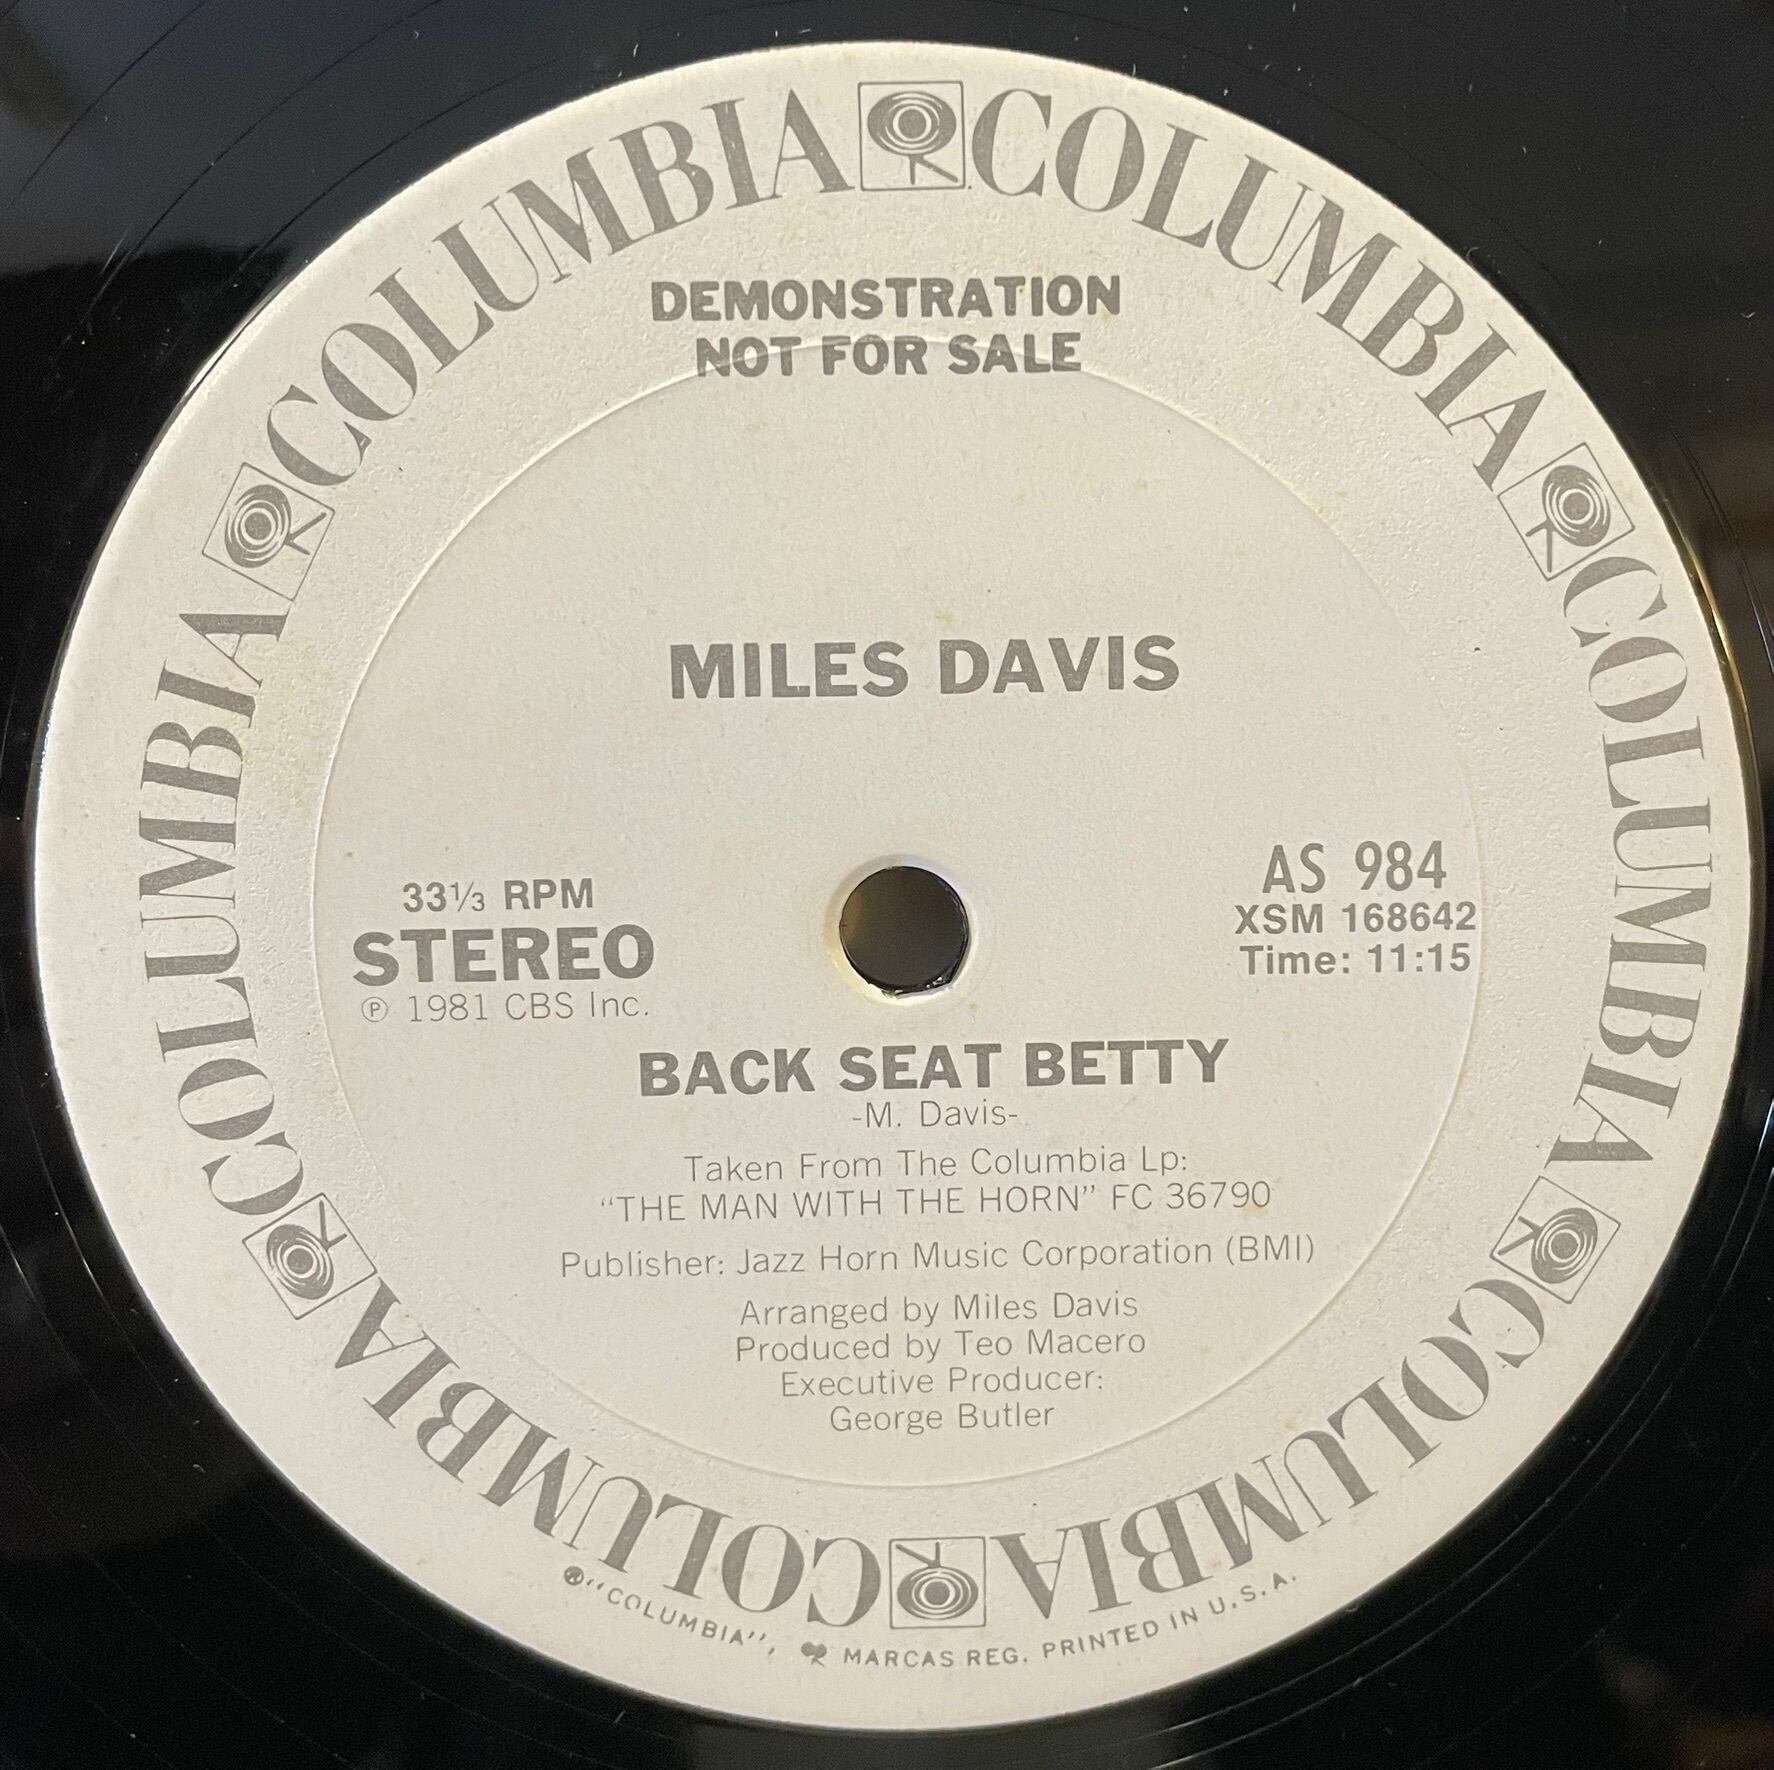 COLUMBIA COLUMBIA COLUMBIA COLUMBIA COLUMBIA COLUMBIA
DEMONSTRATION
NOT FOR SALE
MILES DAVIS
33⅓ RPM
STEREO
℗ 1981 CBS Inc.
AS 984
XSM 168642
Time: 11:15
BACK SEAT BETTY
-M. Davis-
Taken From The Columbia Lp:
"THE MAN WITH THE HORN" FC 36790
Publisher: Jazz Horn Music Corporation (BMI)
Arranged by Miles Davis
Produced by Teo Macero
Executive Producer:
George Butler
®"COLUMBIA", MARCAS REG. PRINTED IN U.S.A.